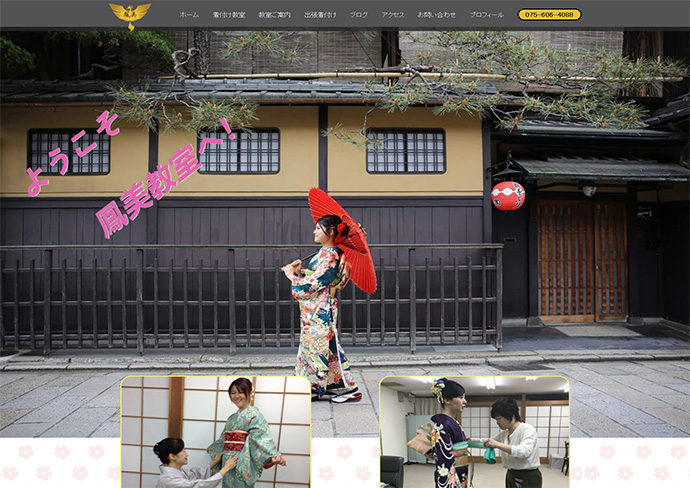 鳳美
ホーム 着付け教室 教室ご案内 出張着付け ブログ アクセス お問い合わせ プロフィール 075-606-4088
ようこそ
鳳美教室へ！